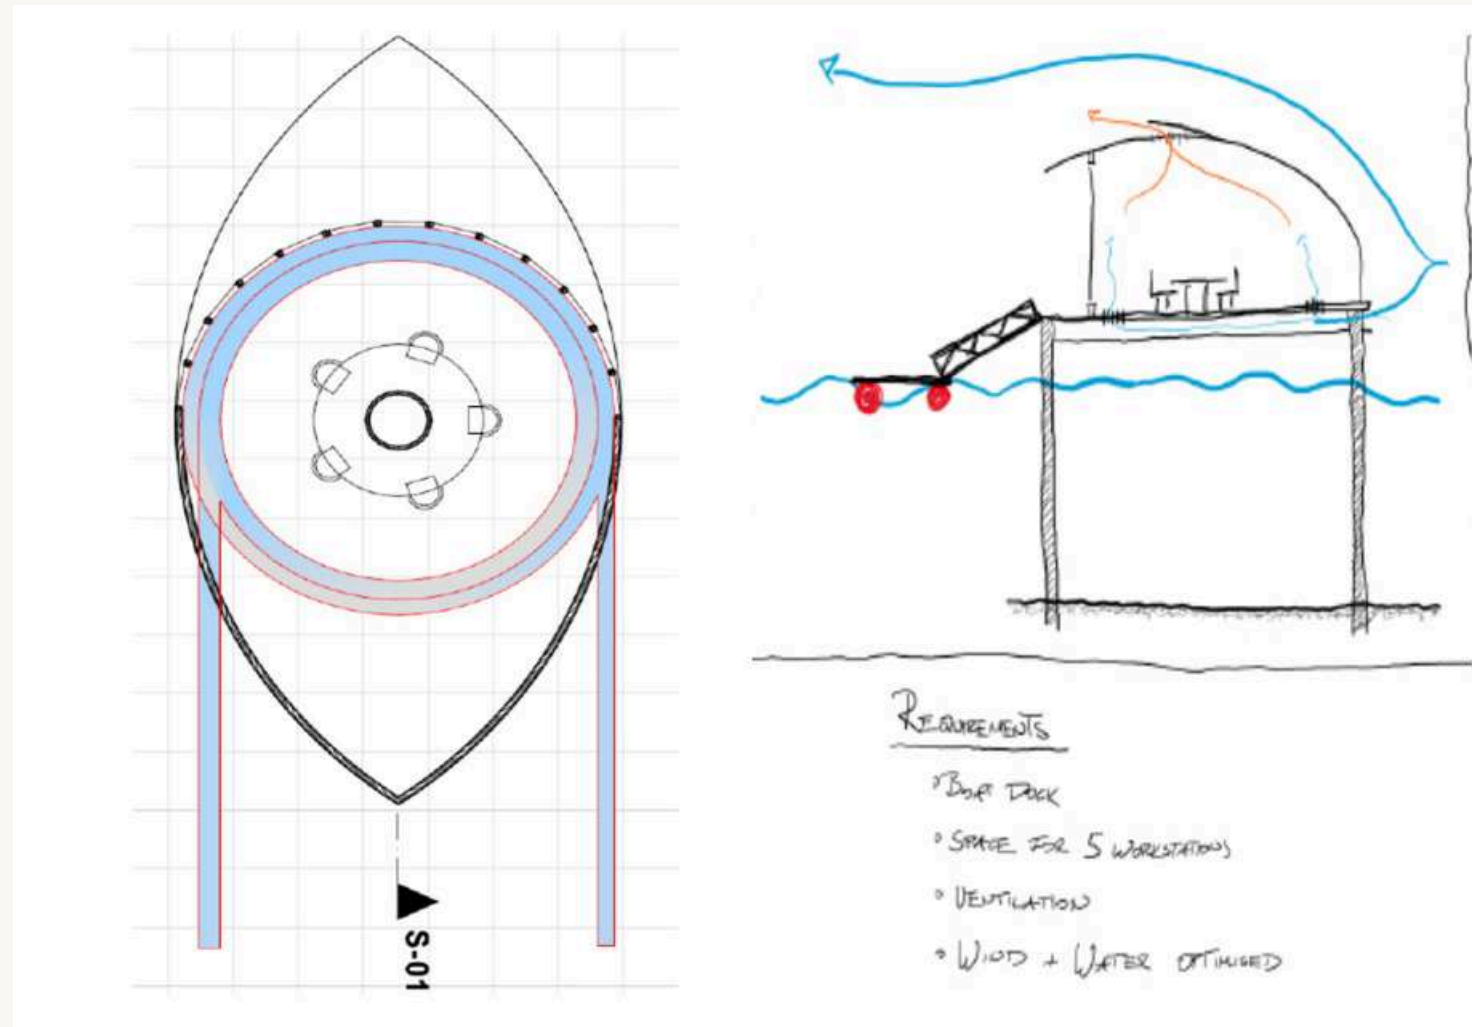 S-01
REQUIREMENTS
◦ BOAT DOCK
◦ SPACE FOR 5 WORKSTATIONS
◦ VENTILATION
◦ WIND + WATER OPTIMISED